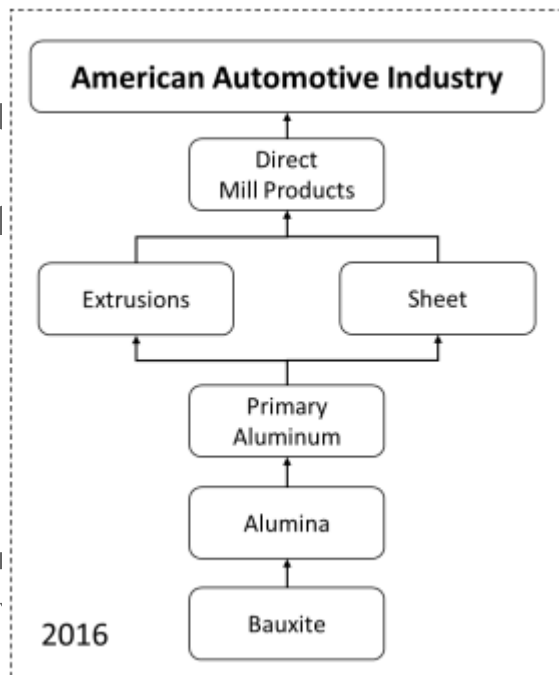 American Automotive Industry
Direct
Mill Products
Extrusions
Sheet
Primary
Aluminum
Alumina
Bauxite
2016